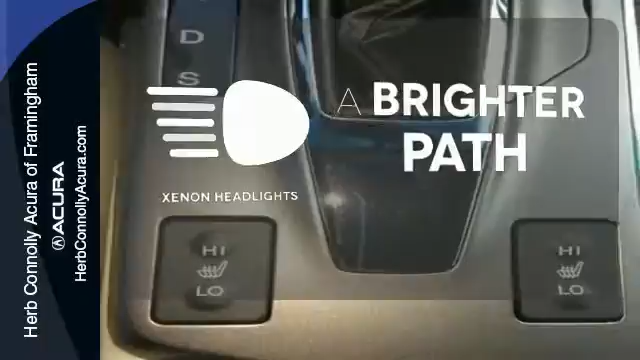 Herb Connolly Acura of Framingham
ACURA
HerbConnollyAcura.com
D
S
A BRIGHTER
PATH
XENON HEADLIGHTS
HI
LO
HI
LO